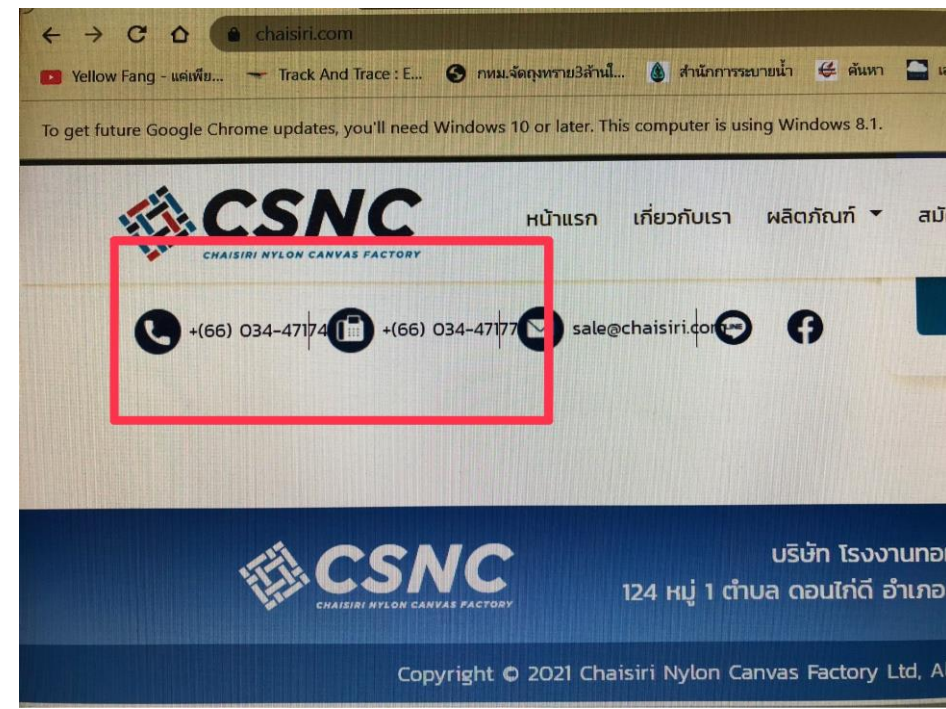 chaisiri.com
Yellow Fang - แค่เพีย... Track And Trace : E... กทม.จัดถุงทราย3ล้านใ... สำนักการระบายน้ำ ค้นหา
To get future Google Chrome updates, you'll need Windows 10 or later. This computer is using Windows 8.1.
CSNC
CHAISIRI NYLON CANVAS FACTORY
หน้าแรก เกี่ยวกับเรา ผลิตภัณฑ์
+(66) 034-47174 +(66) 034-47177 sale@chaisiri.com LINE
CSNC
CHAISIRI NYLON CANVAS FACTORY
บริษัท โรงงานทอ
124 หมู่ 1 ตำบล ดอนไก่ดี อำเภอ
Copyright © 2021 Chaisiri Nylon Canvas Factory Ltd, A